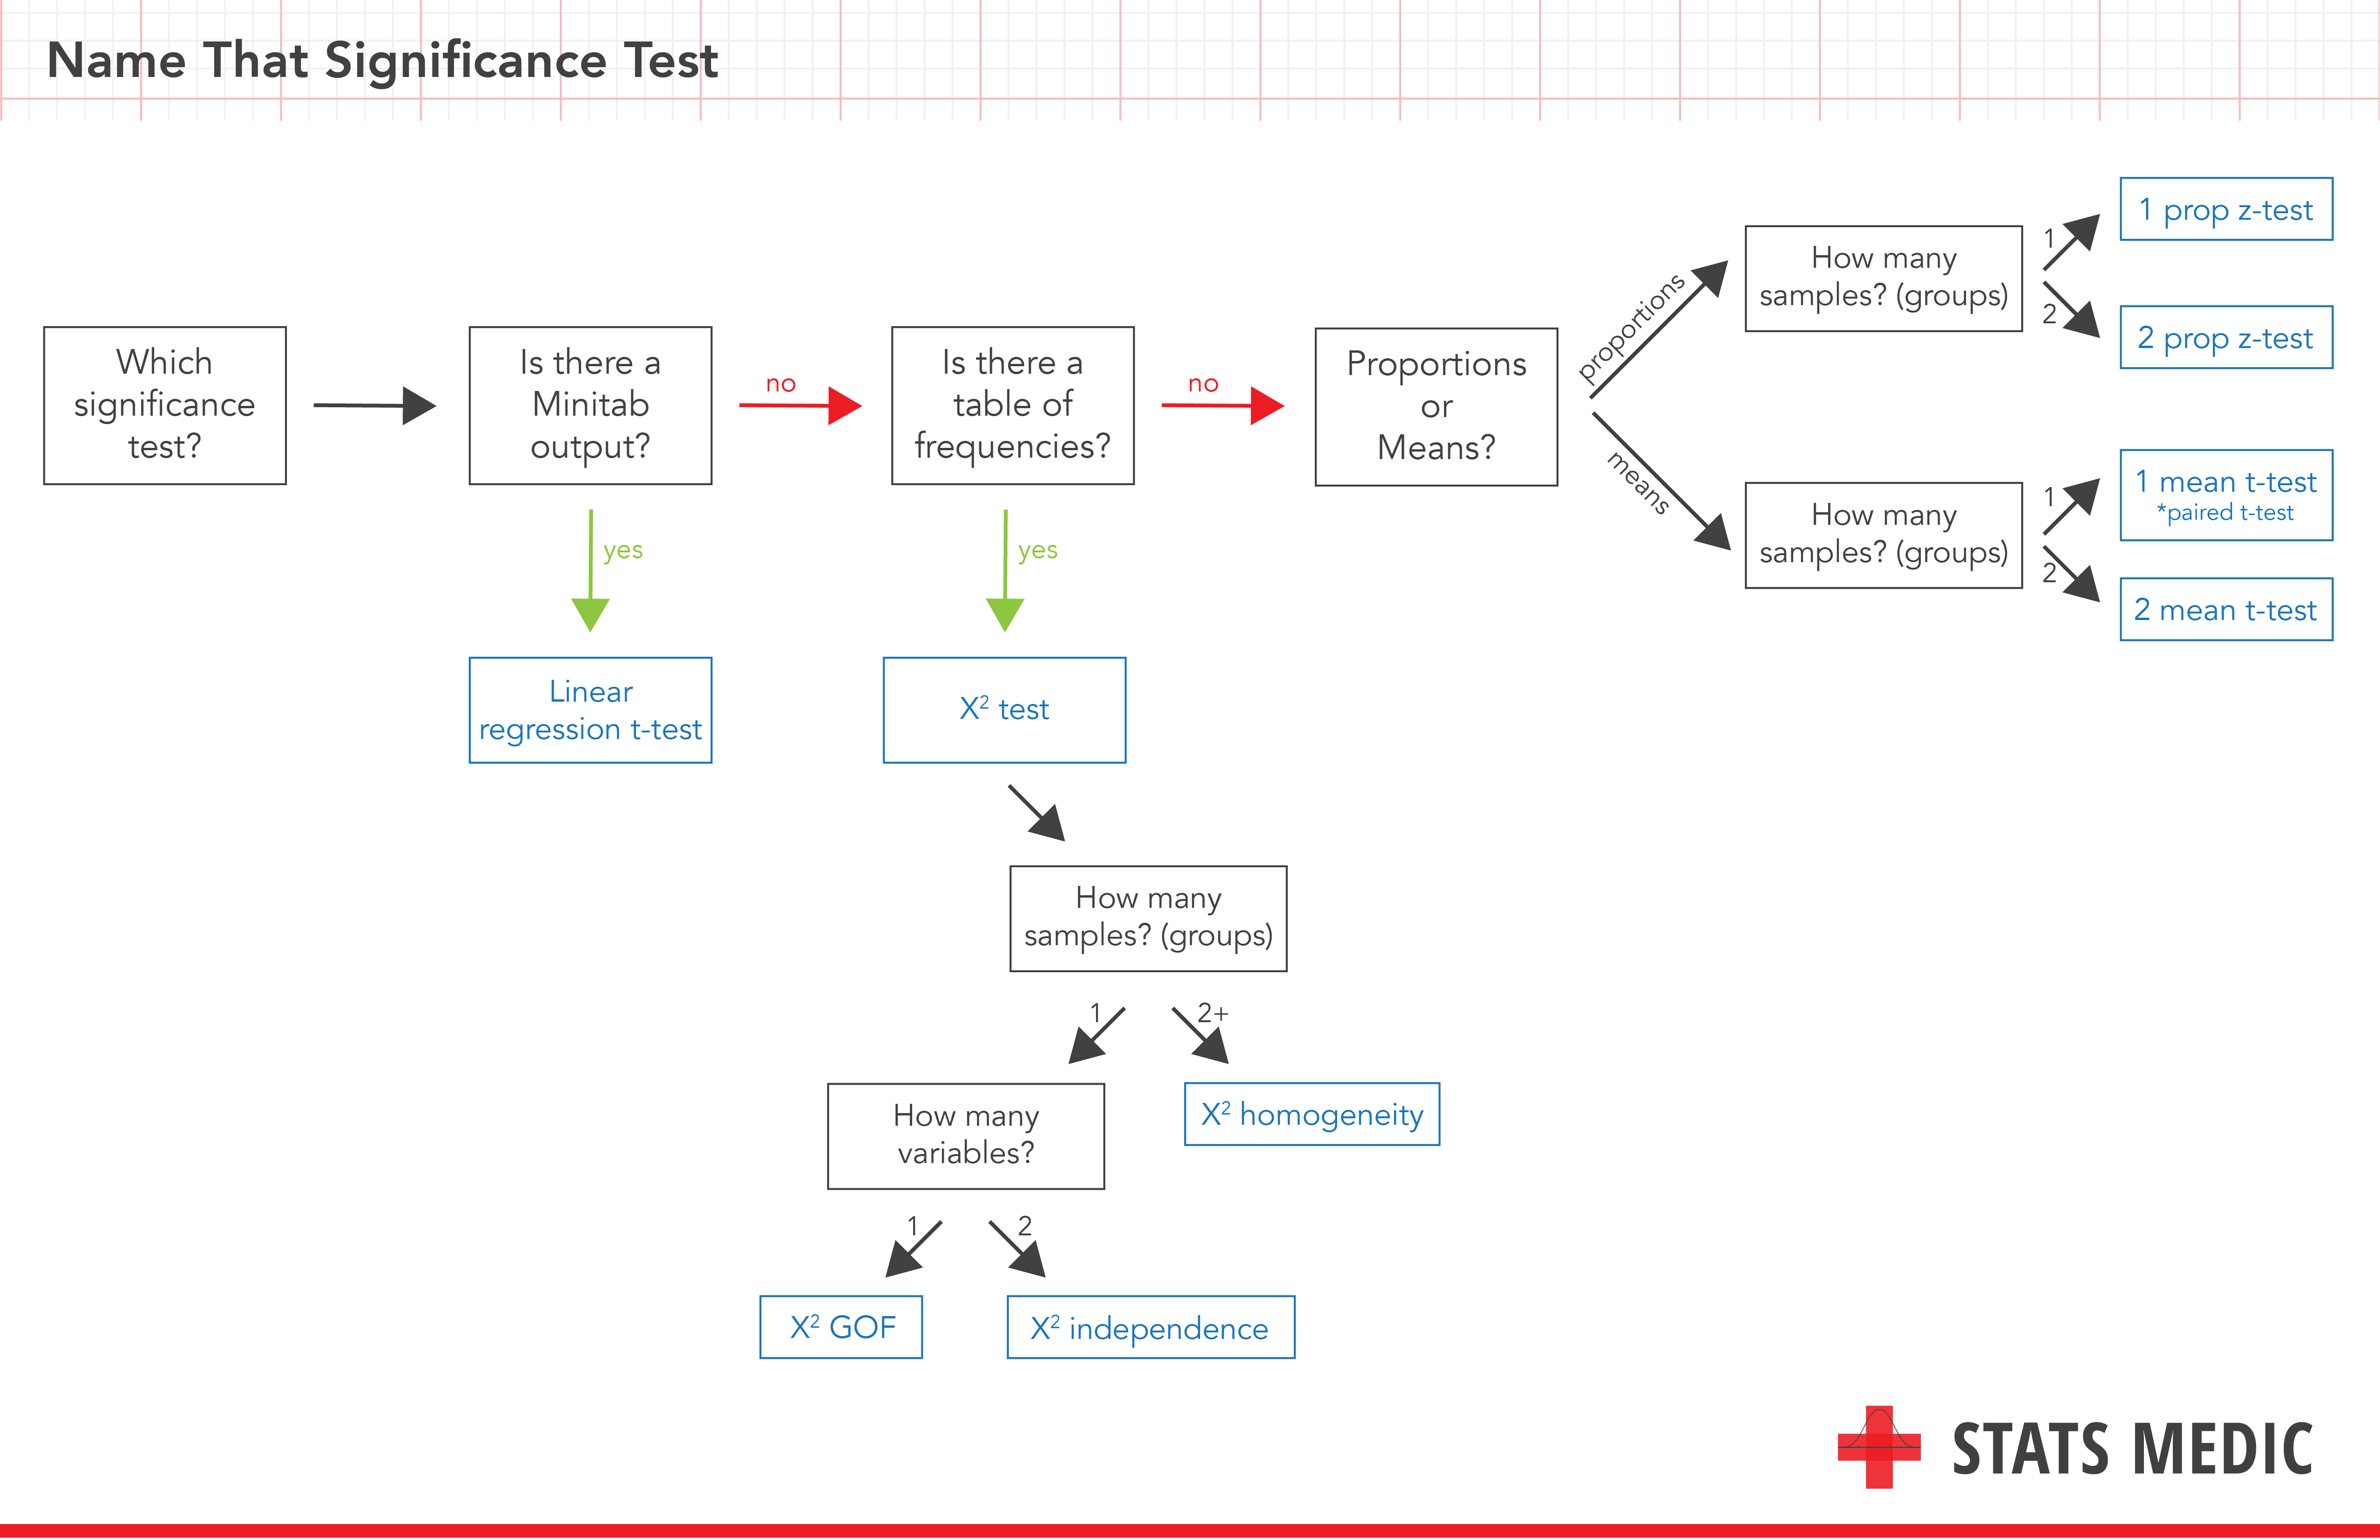 Name That Significance Test
Which
significance
test?
Is there a
Minitab
output?
no
yes
Linear
regression t-test
Is there a
table of
frequencies?
no
yes
X² test
How many
samples? (groups)
1
2+
How many
variables?
X² homogeneity
1
2
X² GOF
X² independence
Proportions
or
Means?
proportions
means
How many
samples? (groups)
1
2
1 prop z-test
2 prop z-test
How many
samples? (groups)
1
2
1 mean t-test
*paired t-test
2 mean t-test
STATS MEDIC